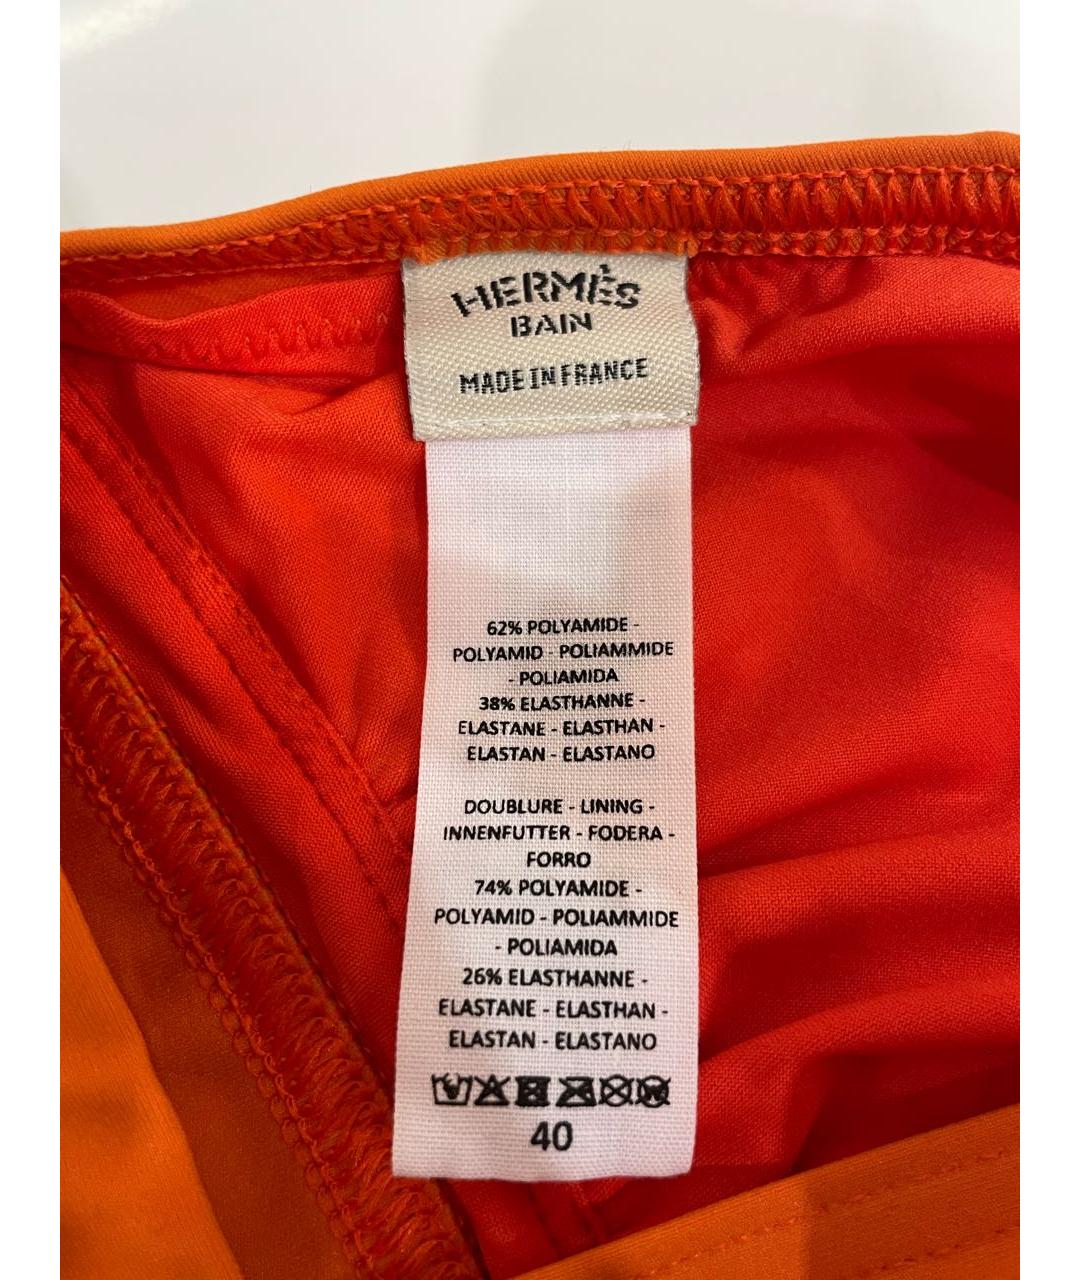 HERMÈS
BAIN
MADE IN FRANCE
62% POLYAMIDE -
POLYAMID - POLIAMMIDE
- POLIAMIDA
38% ELASTHANNE -
ELASTANE - ELASTHAN -
ELASTAN - ELASTANO
DOUBLURE - LINING -
INNENFUTTER - FODERA -
FORRO
74% POLYAMIDE -
POLYAMID - POLIAMMIDE
- POLIAMIDA
26% ELASTHANNE -
ELASTANE - ELASTHAN -
ELASTAN - ELASTANO
40